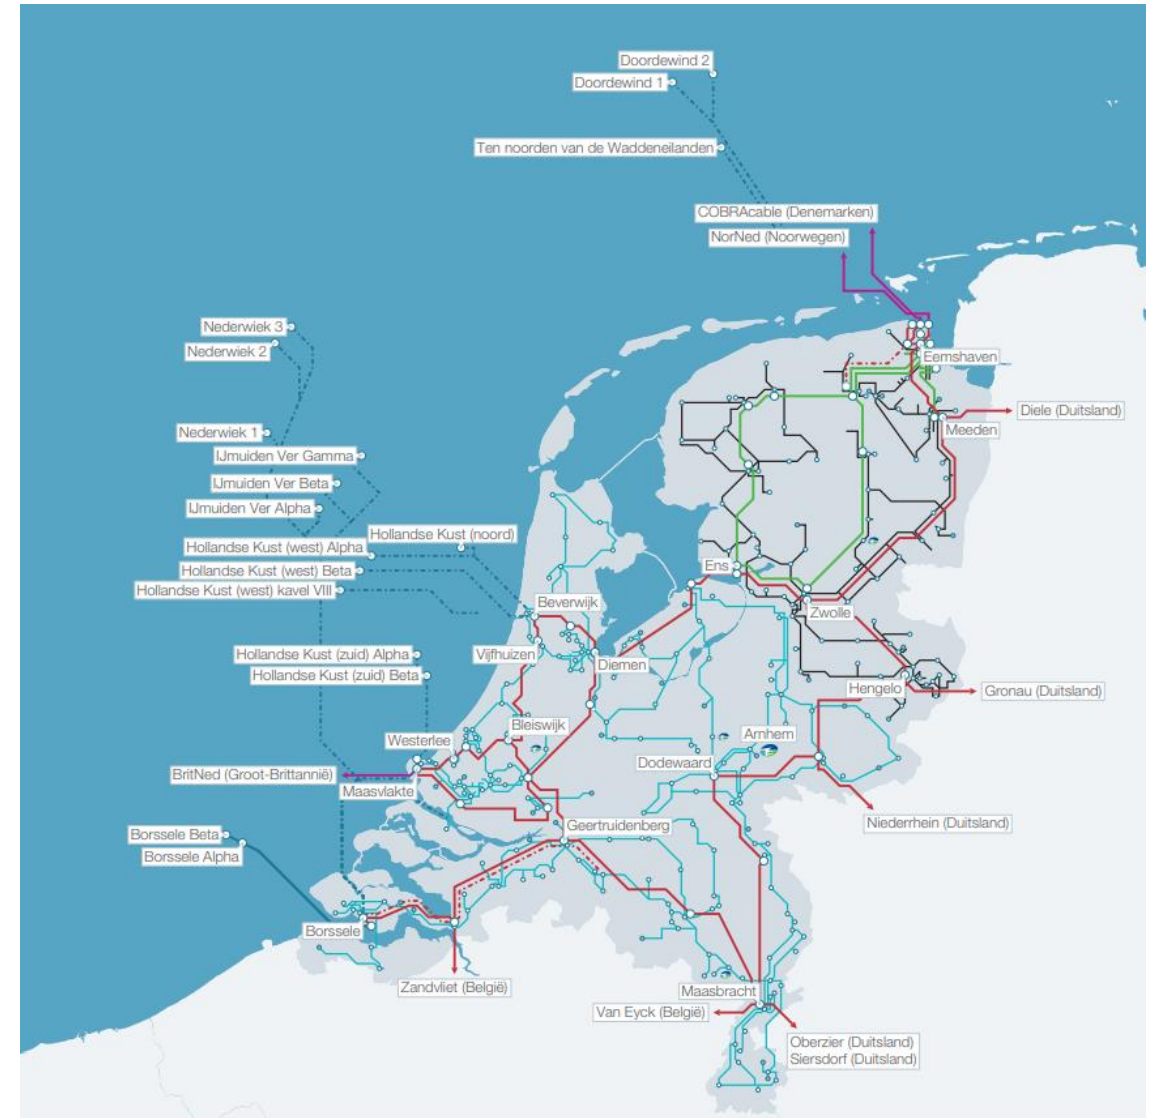 Doordewind 2
Doordewind 1
Ten noorden van de Waddeneilanden
COBRAcable (Denemarken)
NorNed (Noorwegen)
Nederwiek 3
Nederwiek 2
Eemshaven
Diele (Duitsland)
Meeden
Nederwiek 1
IJmuiden Ver Gamma
IJmuiden Ver Beta
IJmuiden Ver Alpha
Hollandse Kust (noord)
Hollandse Kust (west) Alpha
Hollandse Kust (west) Beta
Hollandse Kust (west) kavel VIII
Ens
Beverwijk
Zwolle
Vijfhuizen
Hollandse Kust (zuid) Alpha
Diemen
Hollandse Kust (zuid) Beta
Hengelo
Gronau (Duitsland)
Bleiswijk
Westerlee
Arnhem
Dodewaard
BritNed (Groot-Brittannië)
Maasvlakte
Niederrhein (Duitsland)
Geertruidenberg
Borssele Beta
Borssele Alpha
Borssele
Zandvliet (België)
Maasbracht
Van Eyck (België)
Oberzier (Duitsland)
Siersdorf (Duitsland)